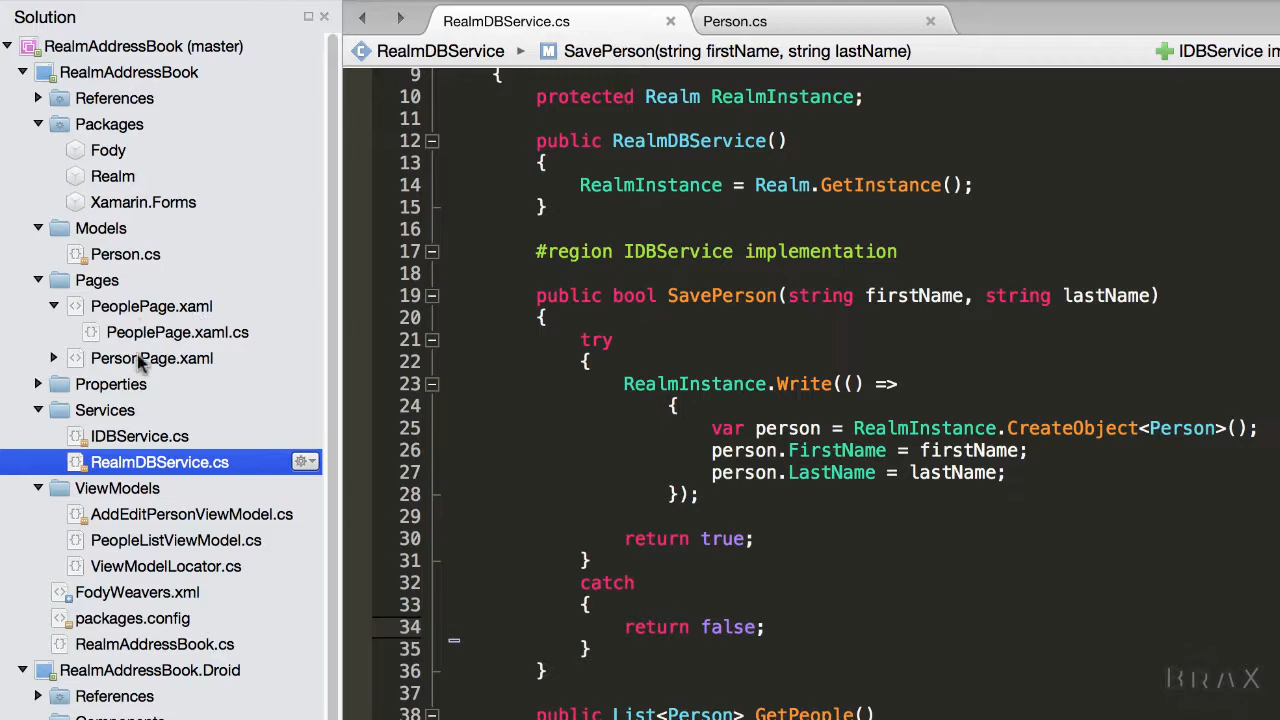 Solution
RealmAddressBook (master)
RealmAddressBook
References
Packages
Fody
Realm
Xamarin.Forms
Models
Person.cs
Pages
PeoplePage.xaml
PeoplePage.xaml.cs
PersonPage.xaml
Properties
Services
IDBService.cs
RealmDBService.cs
ViewModels
AddEditPersonViewModel.cs
PeopleListViewModel.cs
ViewModelLocator.cs
FodyWeavers.xml
packages.config
RealmAddressBook.cs
RealmAddressBook.Droid
References
RealmDBService.cs
Person.cs
RealmDBService
SavePerson(string firstName, string lastName)
IDBService im
9 {
10 protected Realm RealmInstance;
11
12 public RealmDBService()
13 {
14 RealmInstance = Realm.GetInstance();
15 }
16
17 #region IDBService implementation
18
19 public bool SavePerson(string firstName, string lastName)
20 {
21 try
22 {
23 RealmInstance.Write(() =>
24 {
25 var person = RealmInstance.CreateObject<Person>();
26 person.FirstName = firstName;
27 person.LastName = lastName;
28 });
29
30 return true;
31 }
32 catch
33 {
34 return false;
35 }
36 }
37
38 public List<Person> GetPeople()
BRAX